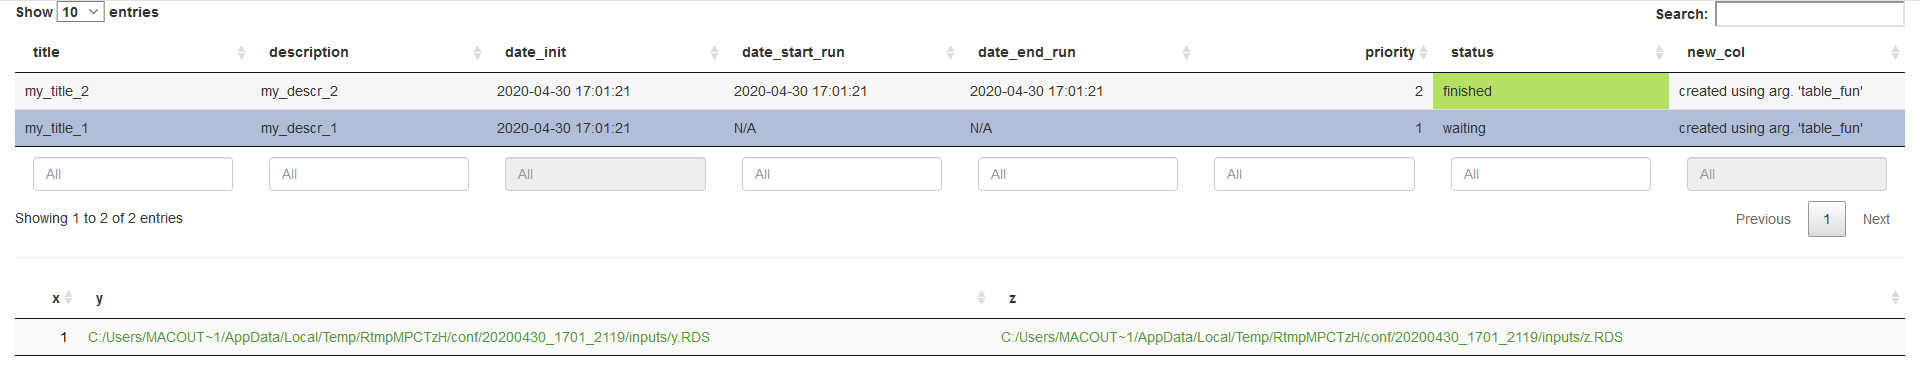 Show 10 entries Search:
title description date_init date_start_run date_end_run priority status new_col
my_title_2 my_descr_2 2020-04-30 17:01:21 2020-04-30 17:01:21 2020-04-30 17:01:21 2 finished created using arg. 'table_fun'
my_title_1 my_descr_1 2020-04-30 17:01:21 N/A N/A 1 waiting created using arg. 'table_fun'
All All All All All All All All
Showing 1 to 2 of 2 entries Previous 1 Next
x y z
1 C:/Users/MACOUT~1/AppData/Local/Temp/RtmpMPCTzH/conf/20200430_1701_2119/inputs/y.RDS C:/Users/MACOUT~1/AppData/Local/Temp/RtmpMPCTzH/conf/20200430_1701_2119/inputs/z.RDS